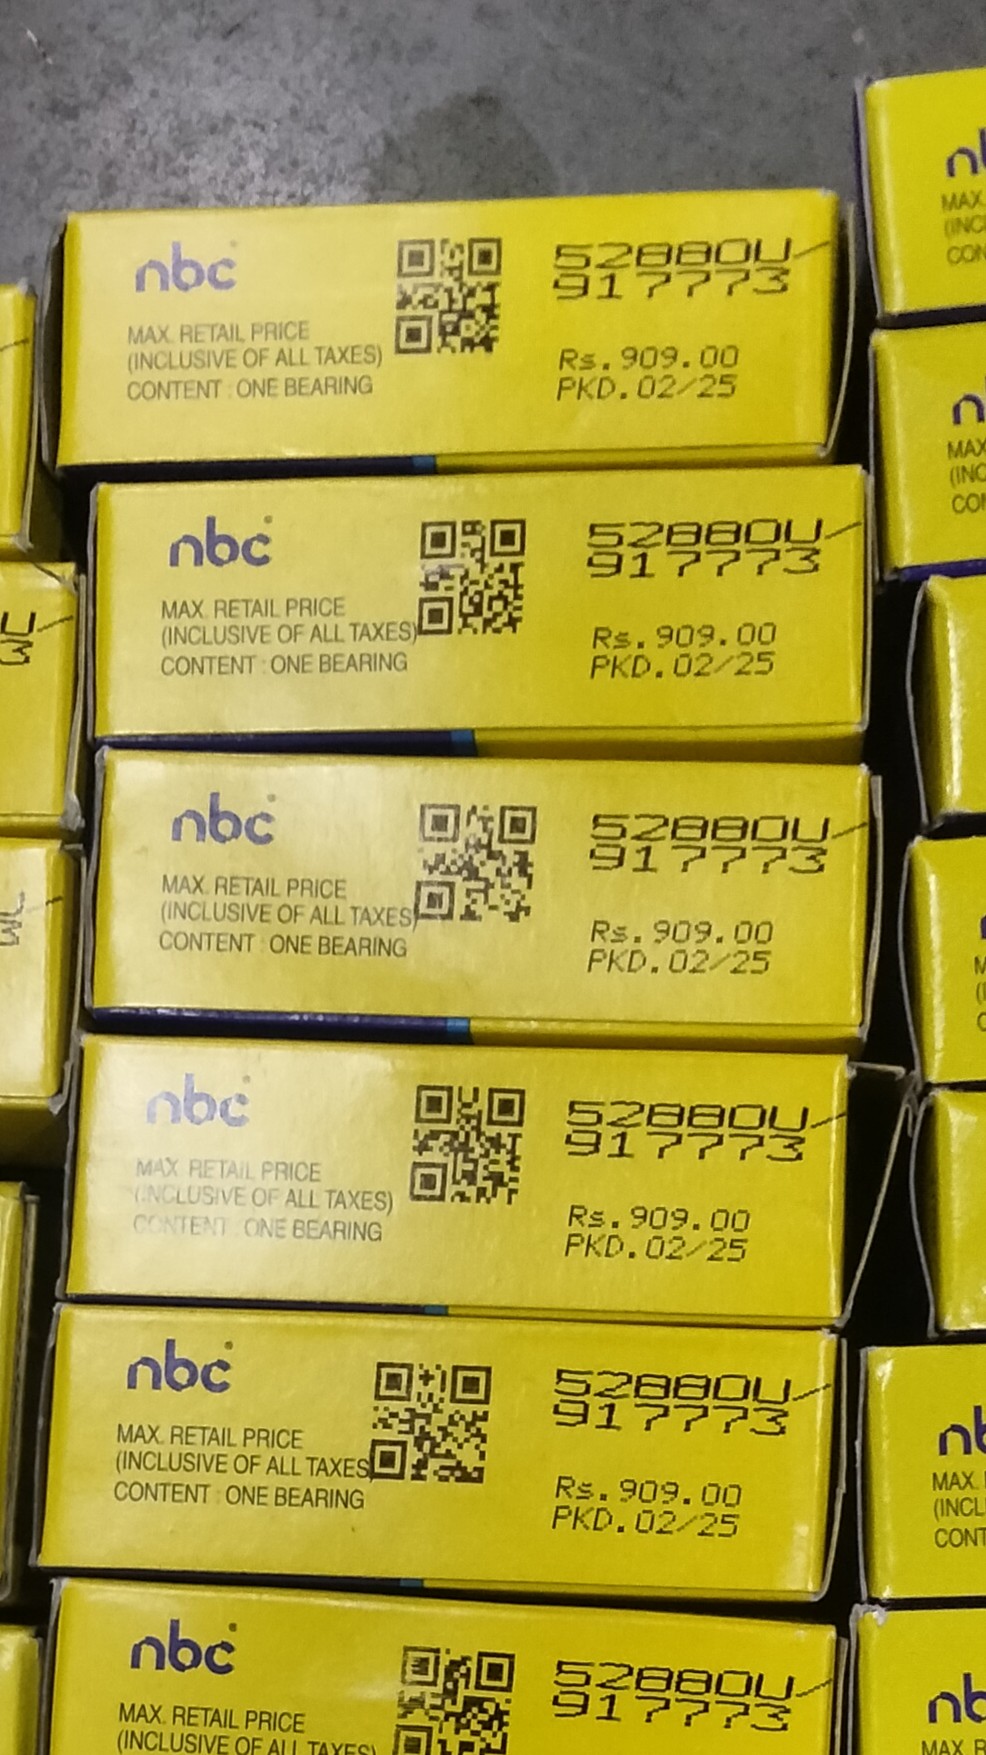 nbc
MAX. RETAIL PRICE
(INCLUSIVE OF ALL TAXES)
CONTENT : ONE BEARING
52880U/
917773
Rs.909.00
PKD.02/25
nbc
MAX. RETAIL PRICE
(INCLUSIVE OF ALL TAXES)
CONTENT : ONE BEARING
52880U/
917773
Rs.909.00
PKD.02/25
nbc
MAX. RETAIL PRICE
(INCLUSIVE OF ALL TAXES)
CONTENT : ONE BEARING
52880U/
917773
Rs.909.00
PKD.02/25
nbc
MAX. RETAIL PRICE
(INCLUSIVE OF ALL TAXES)
CONTENT : ONE BEARING
52880U/
917773
Rs.909.00
PKD.02/25
nbc
MAX. RETAIL PRICE
(INCLUSIVE OF ALL TAXES
CONTENT : ONE BEARING
52880U/
917773
Rs.909.00
PKD.02/25
nbc
MAX. RETAIL PRICE
(INCLUSIVE OF ALL TAXES)
52880U/
917773